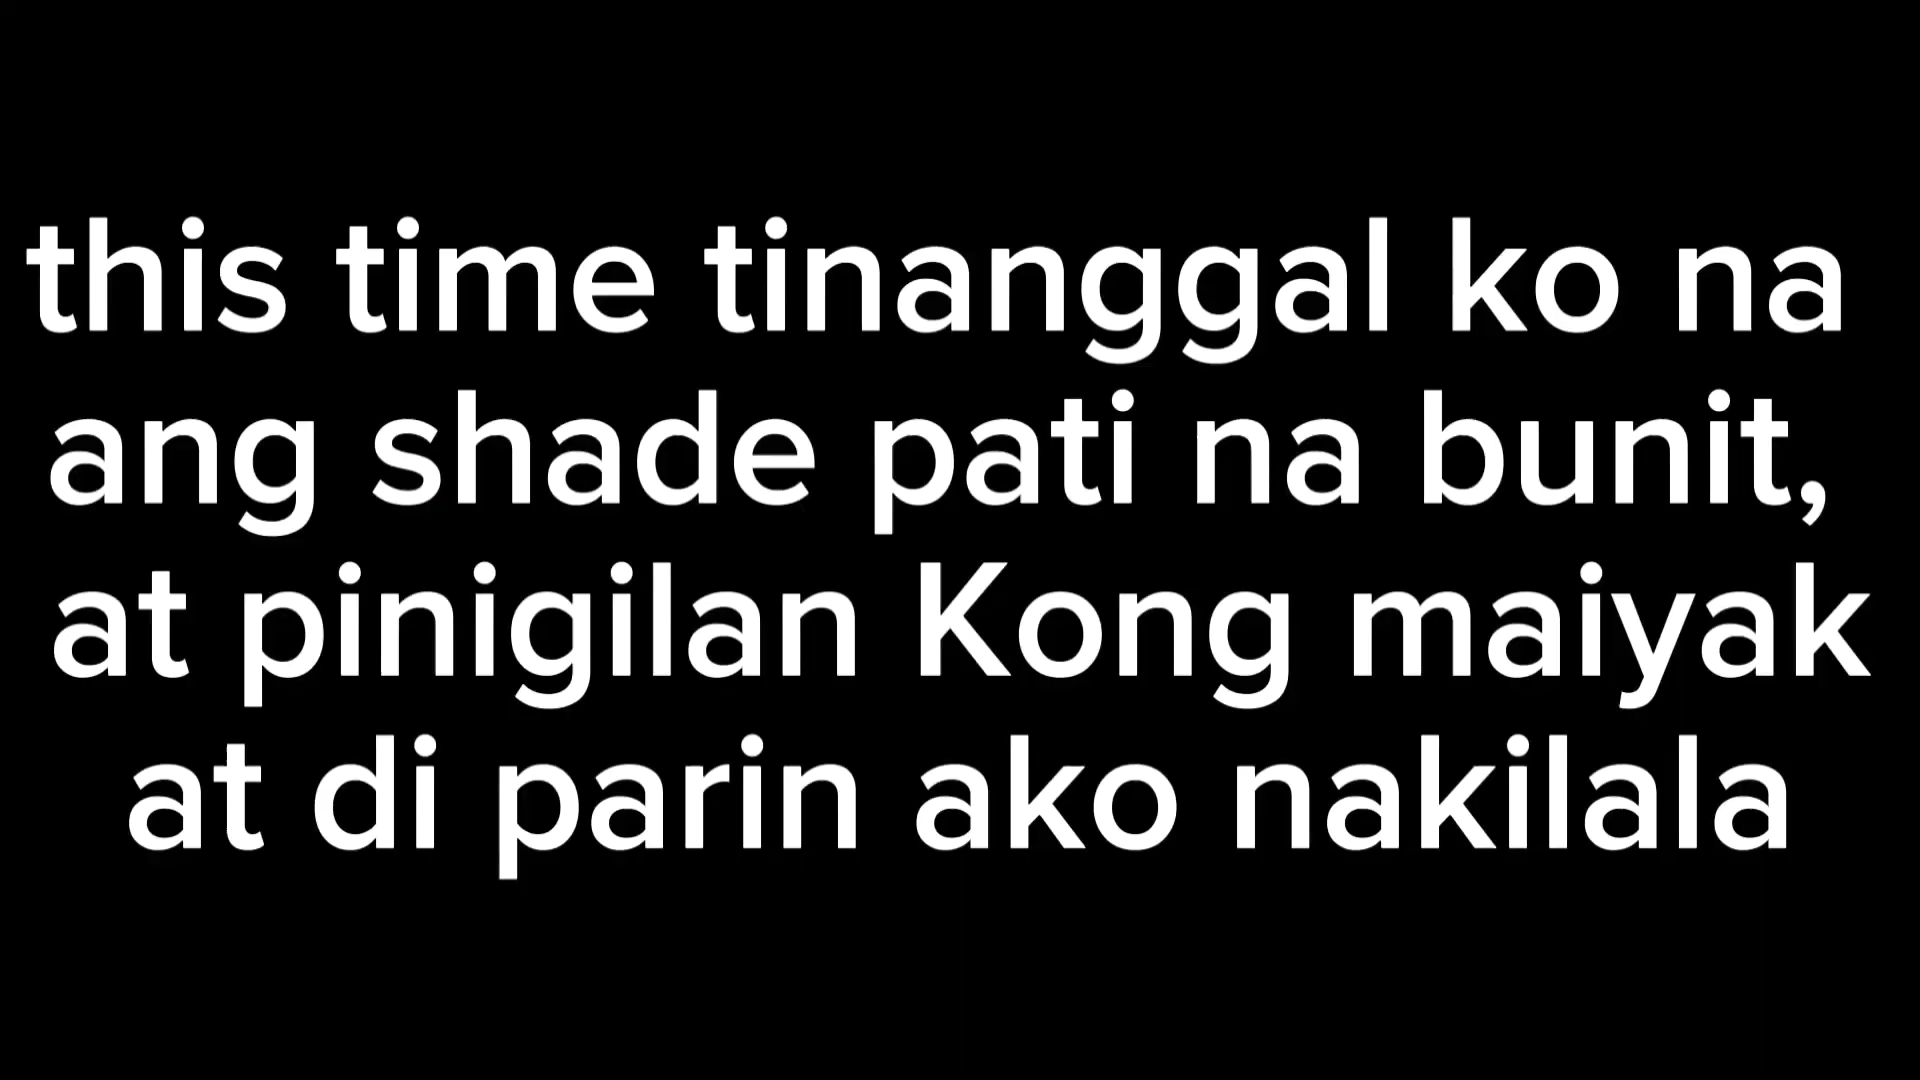 this time tinanggal ko na
ang shade pati na bunit,
at pinigilan Kong maiyak
at di parin ako nakilala